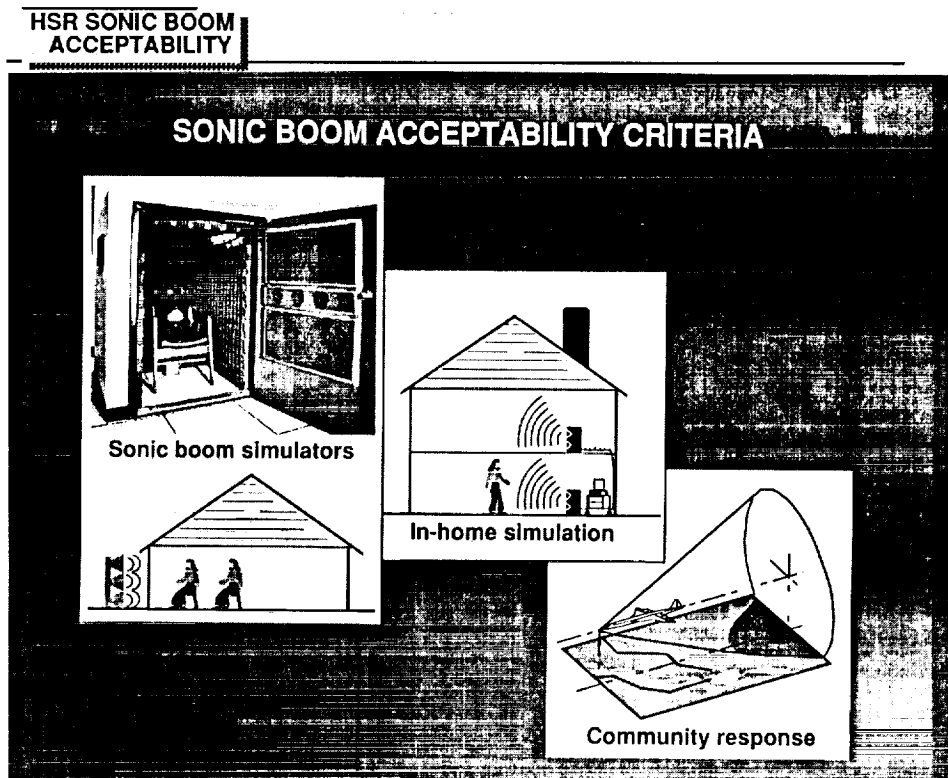 HSR SONIC BOOM
ACCEPTABILITY
SONIC BOOM ACCEPTABILITY CRITERIA
Sonic boom simulators
In-home simulation
Community response